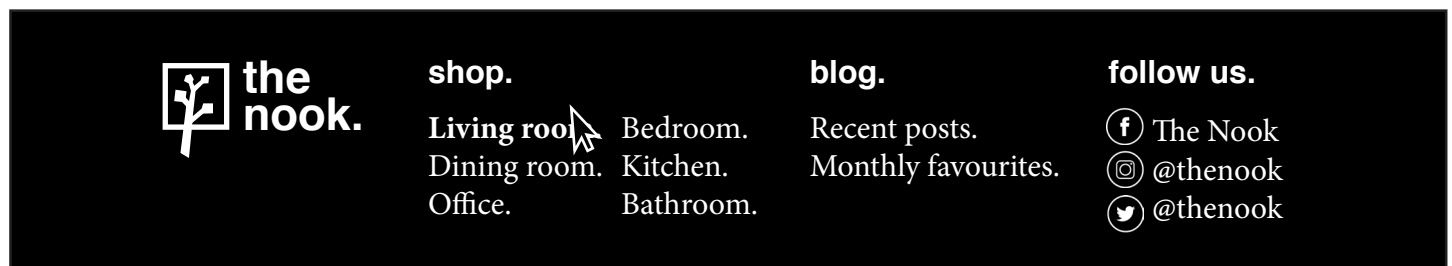 the
nook.
shop.
Living room.
Dining room.
Office.
Bedroom.
Kitchen.
Bathroom.
blog.
Recent posts.
Monthly favourites.
follow us.
The Nook
@thenook
@thenook